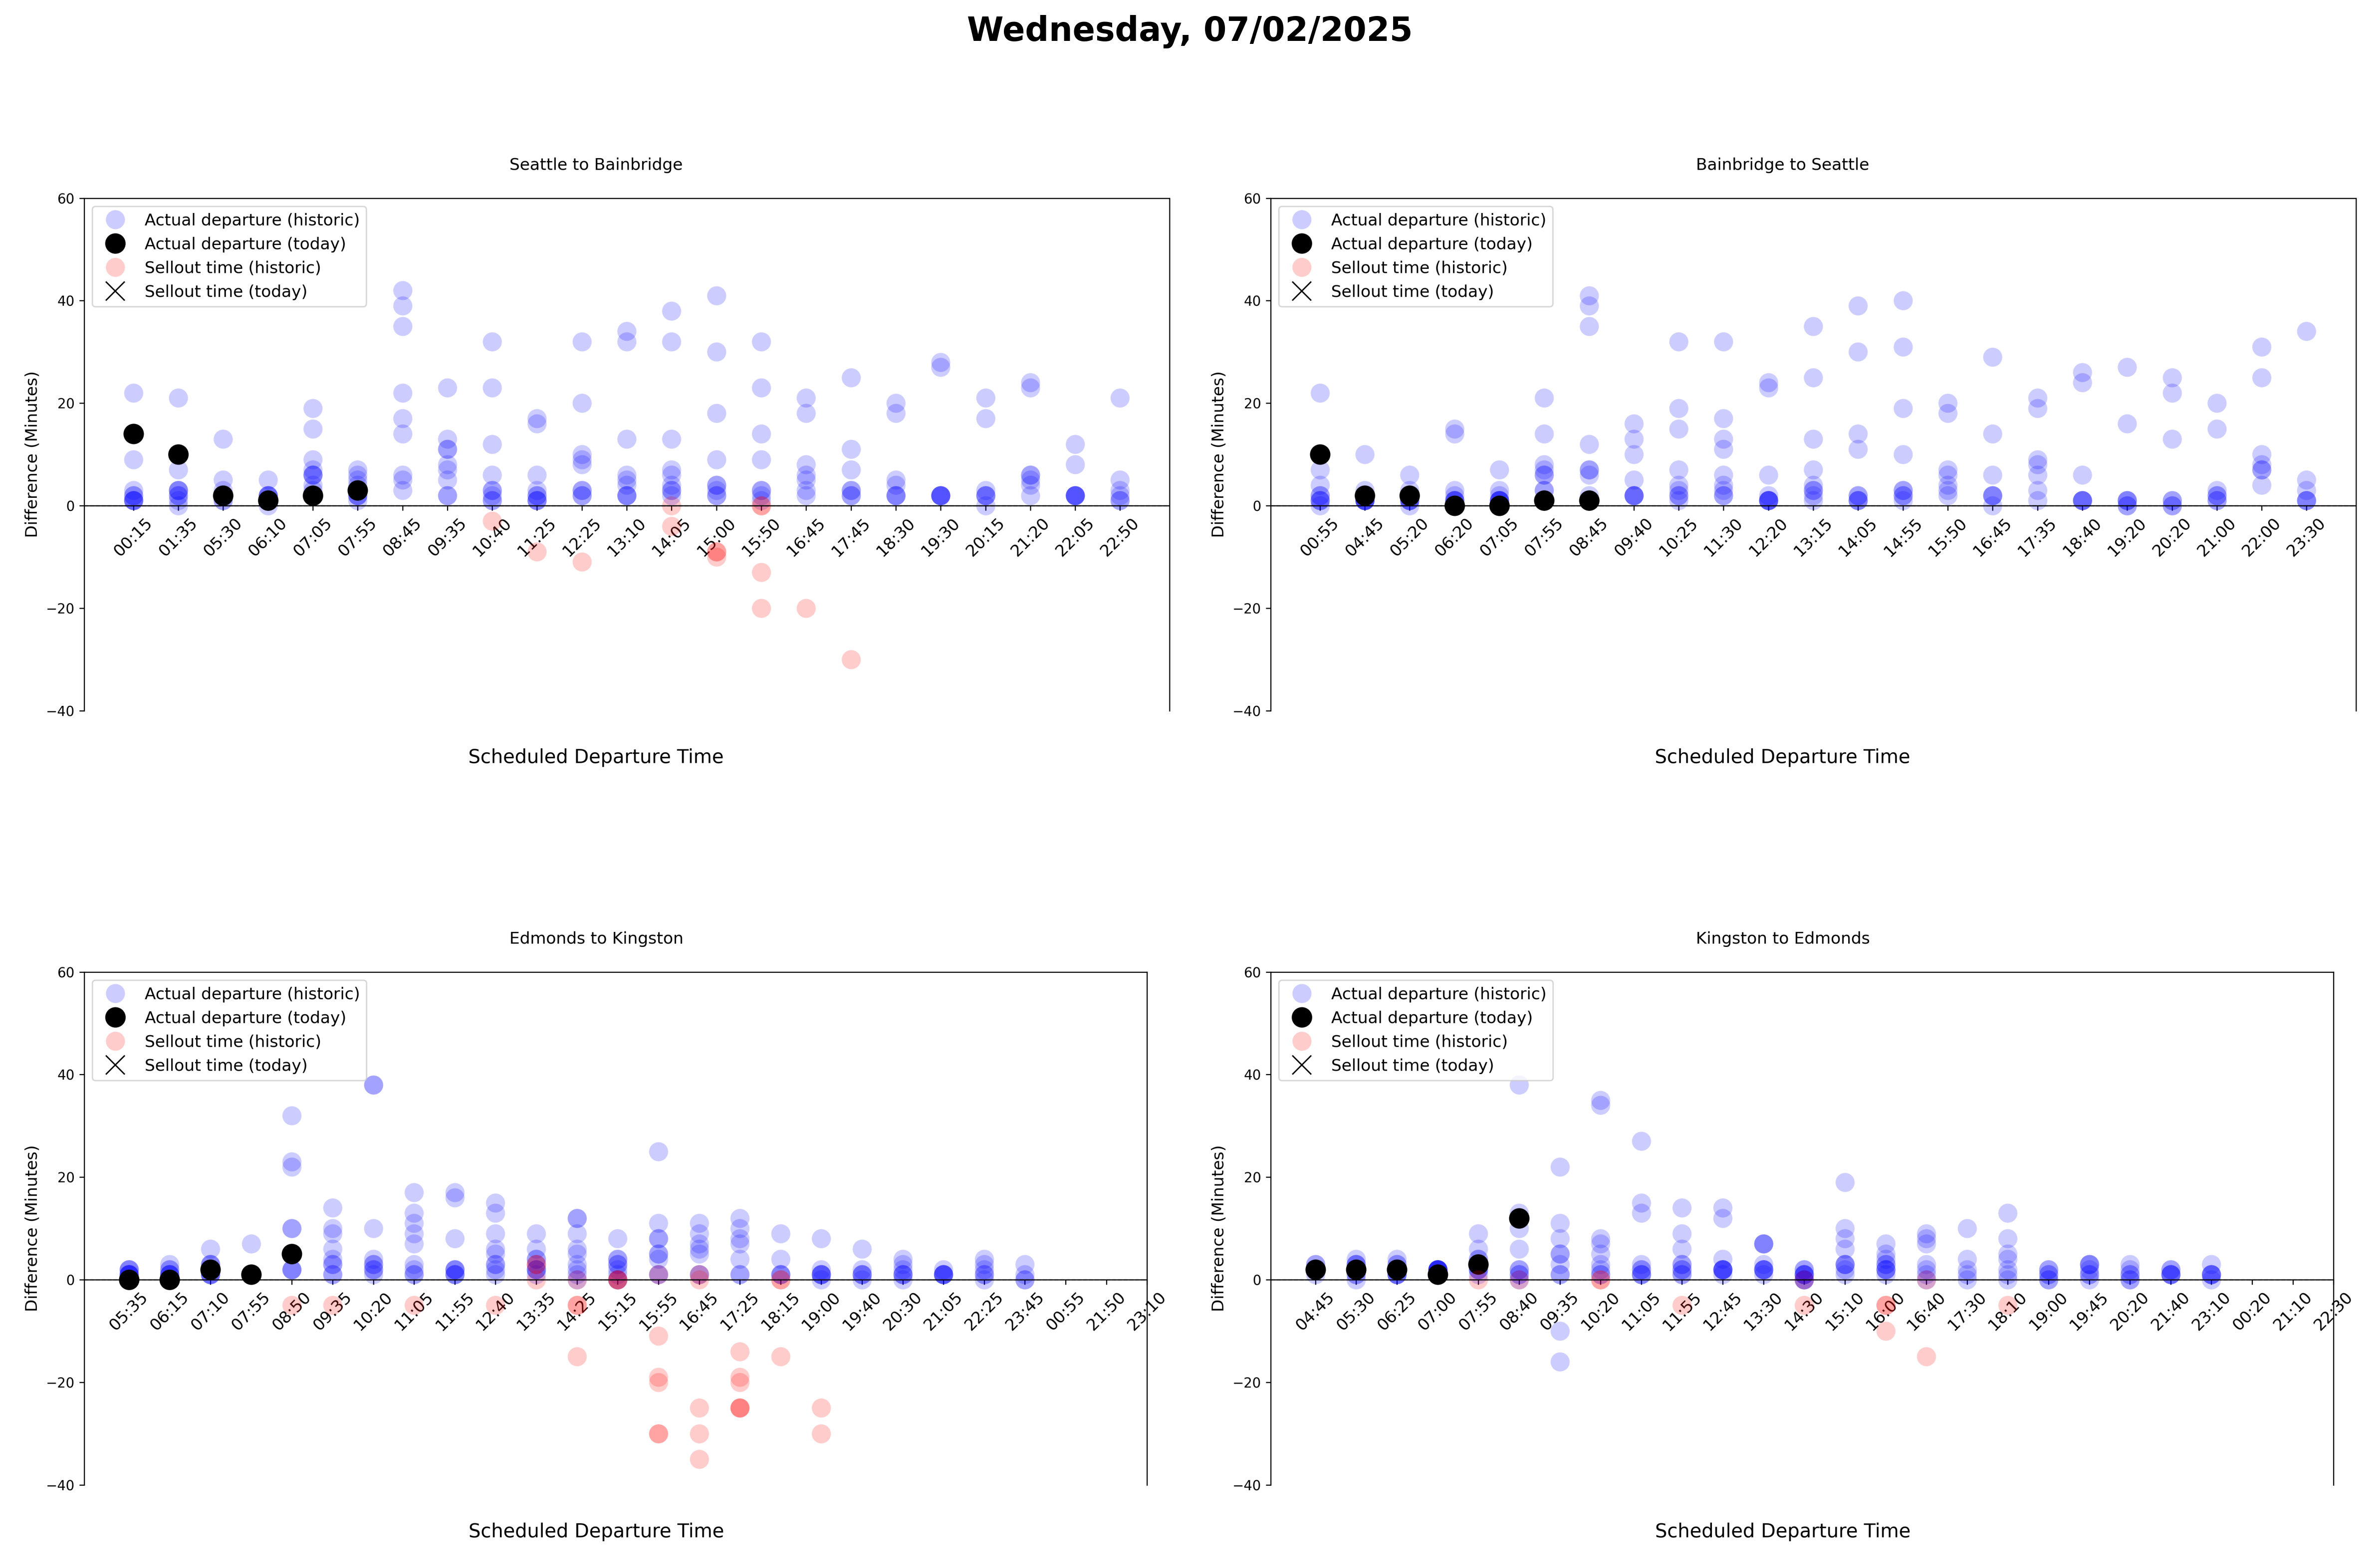 Wednesday, 07/02/2025
Seattle to Bainbridge
60
40
20
0
−20
−40
Difference (Minutes)
Actual departure (historic)
Actual departure (today)
Sellout time (historic)
Sellout time (today)
00:15 01:35 05:30 06:10 07:05 07:55 08:45 09:35 10:40 11:25 12:25 13:10 14:05 15:00 15:50 16:45 17:45 18:30 19:30 20:15 21:20 22:05 22:50
Scheduled Departure Time
Bainbridge to Seattle
60
40
20
0
−20
−40
Difference (Minutes)
Actual departure (historic)
Actual departure (today)
Sellout time (historic)
Sellout time (today)
00:55 04:45 05:20 06:20 07:05 07:55 08:45 09:40 10:25 11:30 12:20 13:15 14:05 14:55 15:50 16:45 17:35 18:40 19:20 20:20 21:00 22:00 23:30
Scheduled Departure Time
Edmonds to Kingston
60
40
20
0
−20
−40
Difference (Minutes)
Actual departure (historic)
Actual departure (today)
Sellout time (historic)
Sellout time (today)
05:35 06:15 07:10 07:55 08:50 09:35 10:20 11:05 11:55 12:40 13:35 14:25 15:15 15:55 16:45 17:25 18:15 19:00 19:40 20:30 21:05 22:25 23:45 00:55 21:50 23:10
Scheduled Departure Time
Kingston to Edmonds
60
40
20
0
−20
−40
Difference (Minutes)
Actual departure (historic)
Actual departure (today)
Sellout time (historic)
Sellout time (today)
04:45 05:30 06:25 07:00 07:55 08:40 09:35 10:20 11:05 11:55 12:45 13:30 14:30 15:10 16:00 16:40 17:30 18:10 19:00 19:45 20:20 21:40 23:10 00:20 21:10 22:30
Scheduled Departure Time